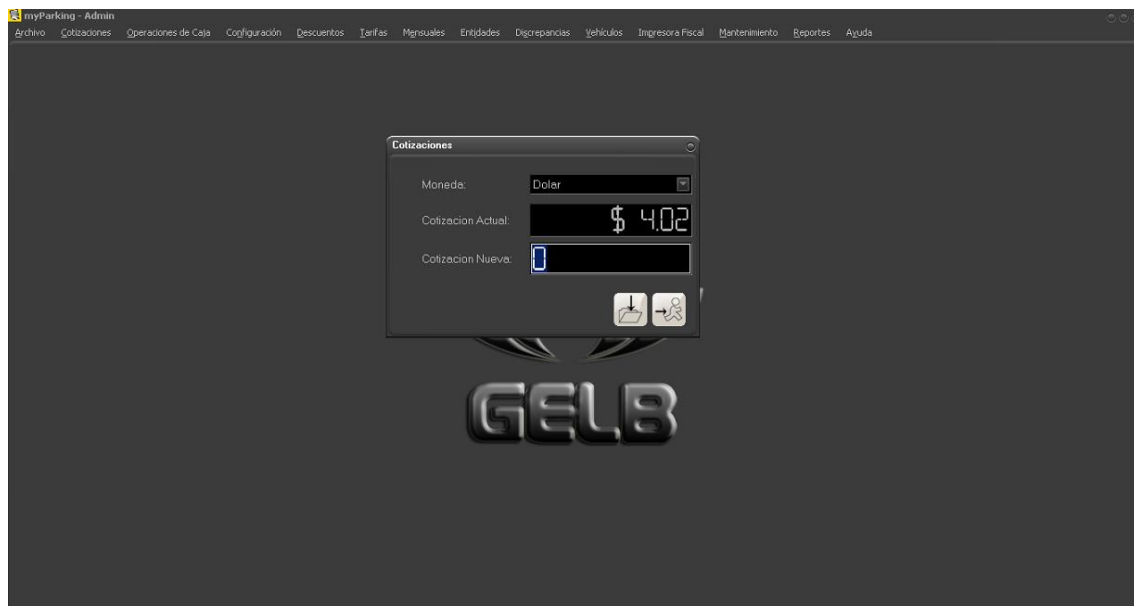 myParking - Admin
Archivo Cotizaciones Operaciones de Caja Configuración Descuentos Tarifas Mensuales Entidades Discrepancias Vehículos Impresora Fiscal Mantenimiento Reportes Ayuda
Cotizaciones
Moneda: Dolar
Cotizacion Actual: $ 4.02
Cotizacion Nueva: 0
GELB